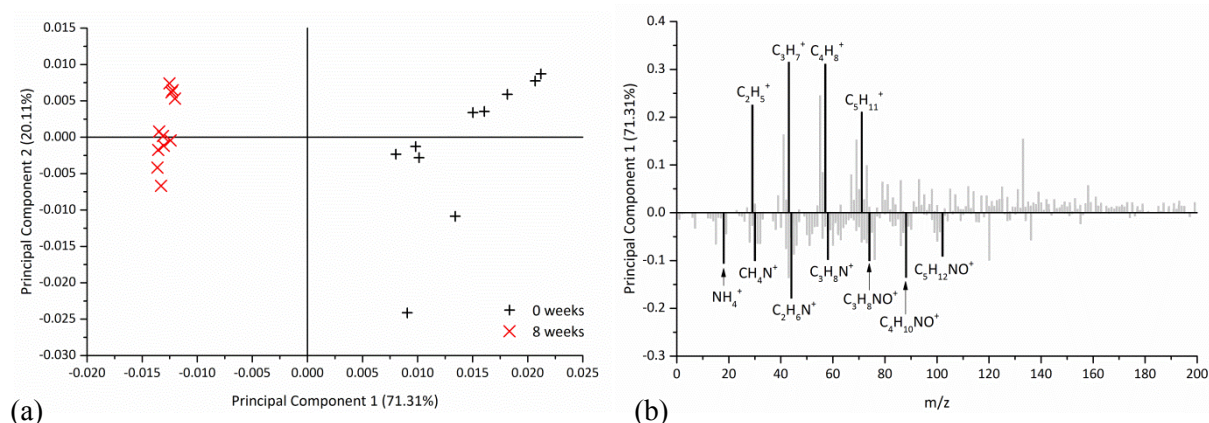 0.015
0.010
0.005
0.000
-0.005
-0.010
-0.015
-0.020
-0.025
-0.030
Principal Component 2 (20.11%)
-0.020 -0.015 -0.010 -0.005 0.000 0.005 0.010 0.015 0.020 0.025
Principal Component 1 (71.31%)
0 weeks
8 weeks
(a)
0.4
0.3
0.2
0.1
0.0
-0.1
-0.2
-0.3
Principal Component 1 (71.31%)
C₃H₇⁺ C₄H₈⁺
C₂H₅⁺
C₅H₁₁⁺
CH₄N⁺ C₃H₈N⁺ C₅H₁₂NO⁺
NH₄⁺ C₂H₆N⁺ C₃H₈NO⁺
C₄H₁₀NO⁺
0 20 40 60 80 100 120 140 160 180 200
m/z
(b)